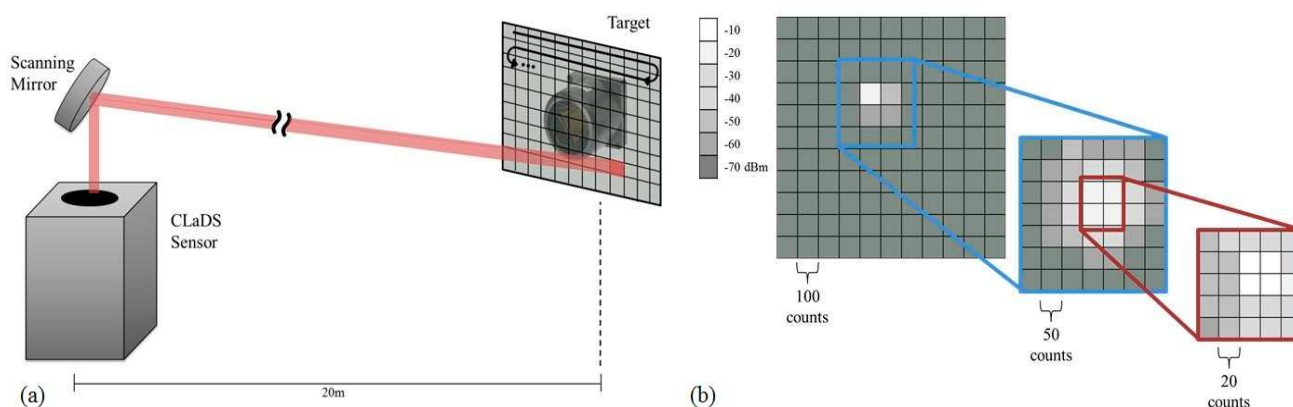 Scanning
Mirror
Target
CLaDS
Sensor
(a)
20m
-10
-20
-30
-40
-50
-60
-70 dBm
100
counts
50
counts
20
counts
(b)